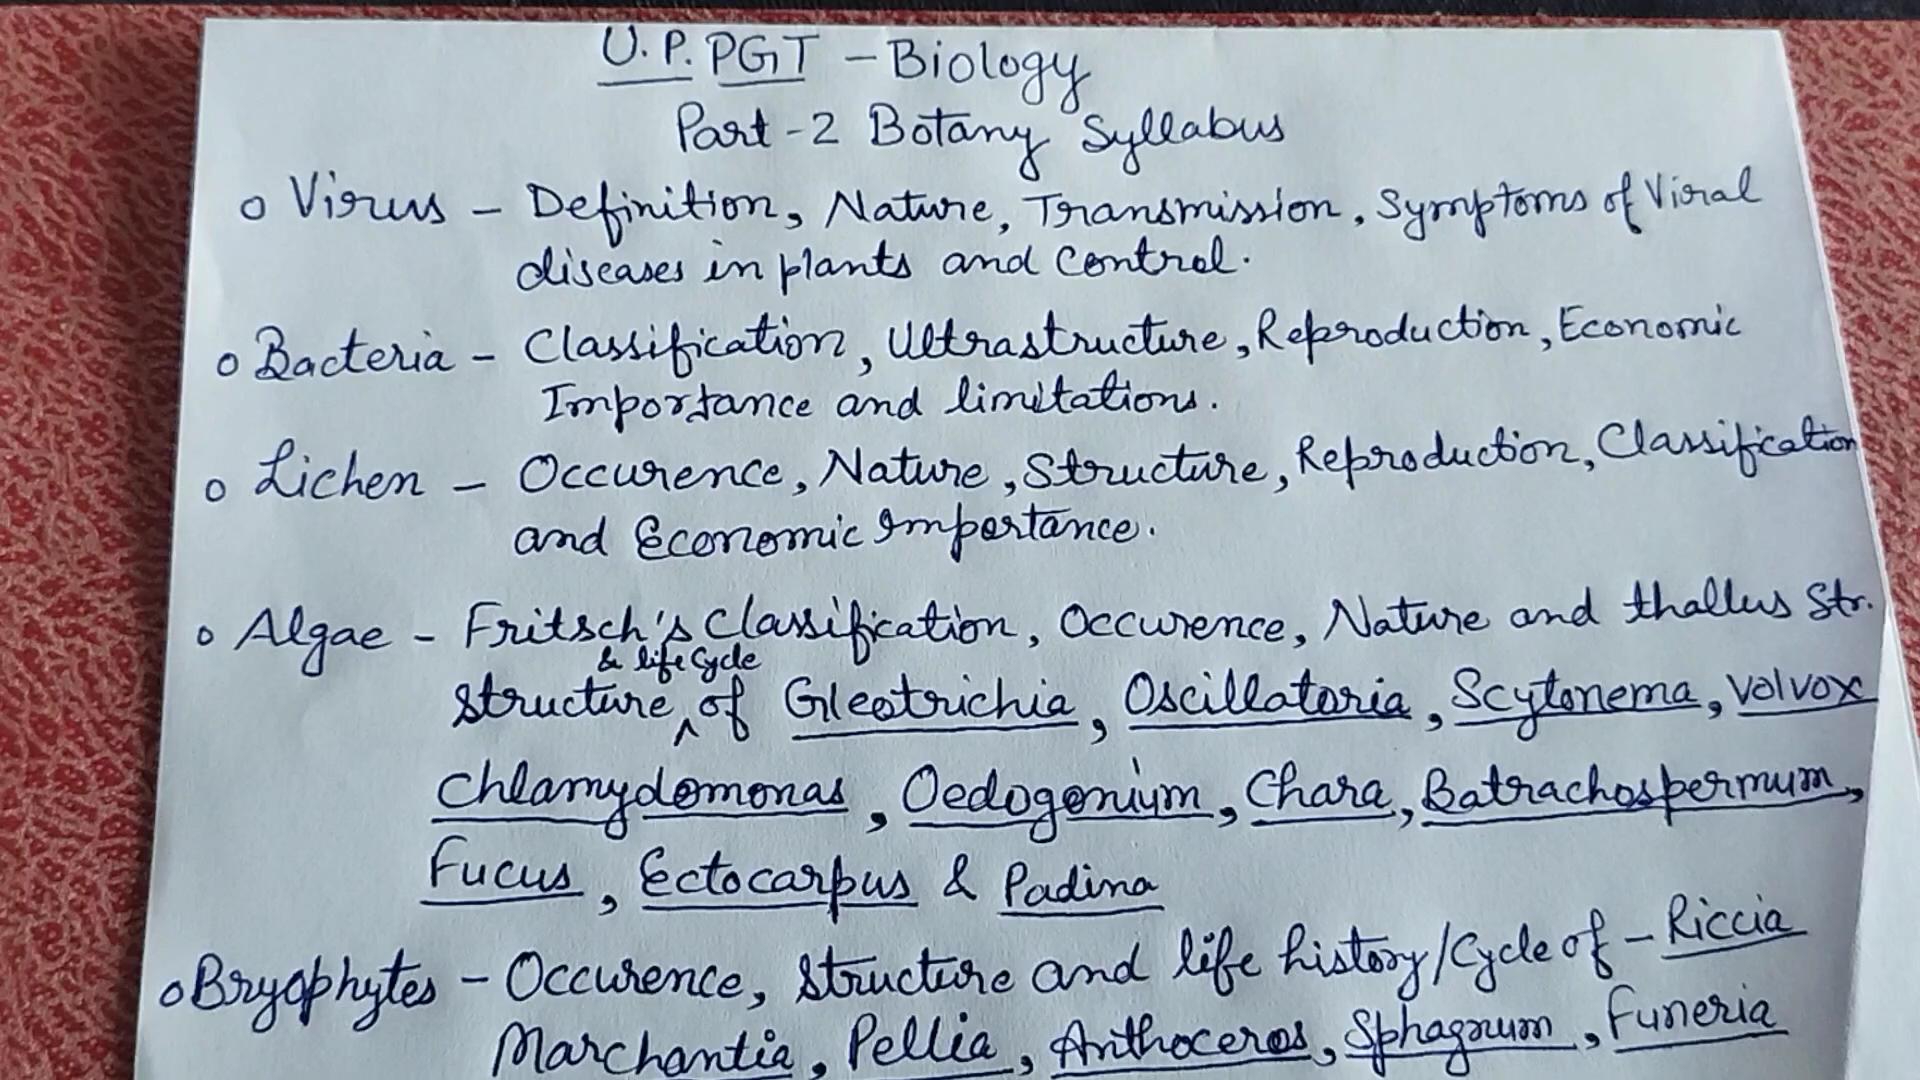 U.P. PGT - Biology
Part-2 Botany Syllabus
o Virus - Definition, Nature, Transmission, Symptoms of Viral
diseases in plants and control.
o Bacteria - Classification, Ultrastructure, Reproduction, Economic
Importance and limitations.
o Lichen - Occurence, Nature, Structure, Reproduction, Classification
and Economic Importance.
o Algae - Fritsch's Classification, Occurence, Nature and thallus Str.
& life Cycle
structure, of Gleotrichia, Oscillatoria, Scytonema, Volvox
Chlamydomonas, Oedogonium, Chara, Batrachospermum,
Fucus, Ectocarpus & Padina
o Bryophytes - Occurence, Structure and life history/Cycle of - Riccia
Marchantia, Pellia, Anthoceros, Sphagnum, Funeria